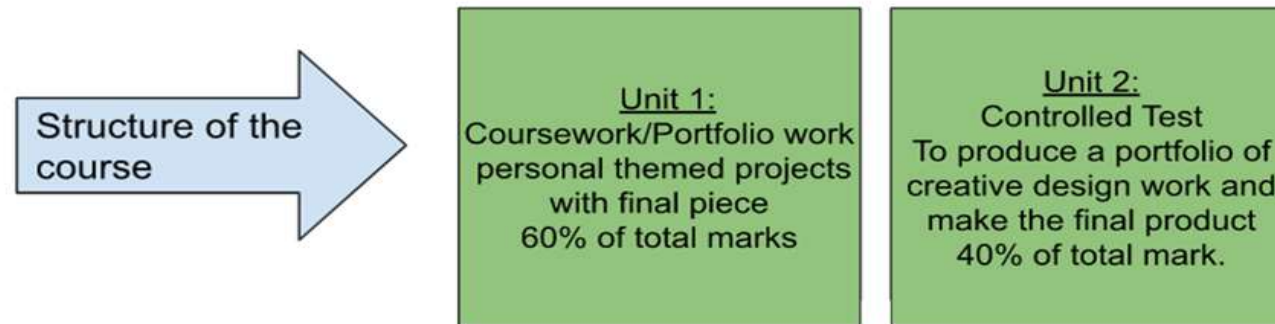 Structure of the
course
Unit 1:
Coursework/Portfolio work
personal themed projects
with final piece
60% of total marks
Unit 2:
Controlled Test
To produce a portfolio of
creative design work and
make the final product
40% of total mark.